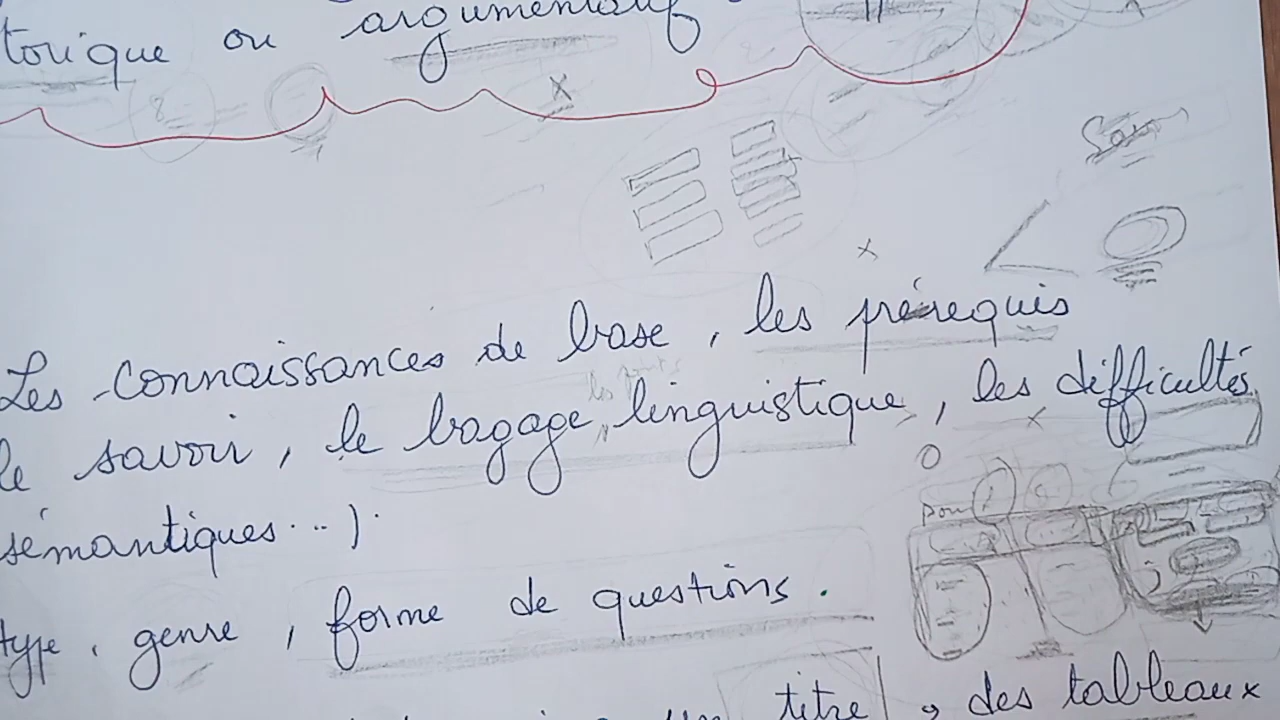 torique ou argumentatif
Les connaissances de base, les prérequis
le savoir, le bagage linguistique, les difficultés
sémantiques...).
type, genre, forme de questions.
titre, des tableaux